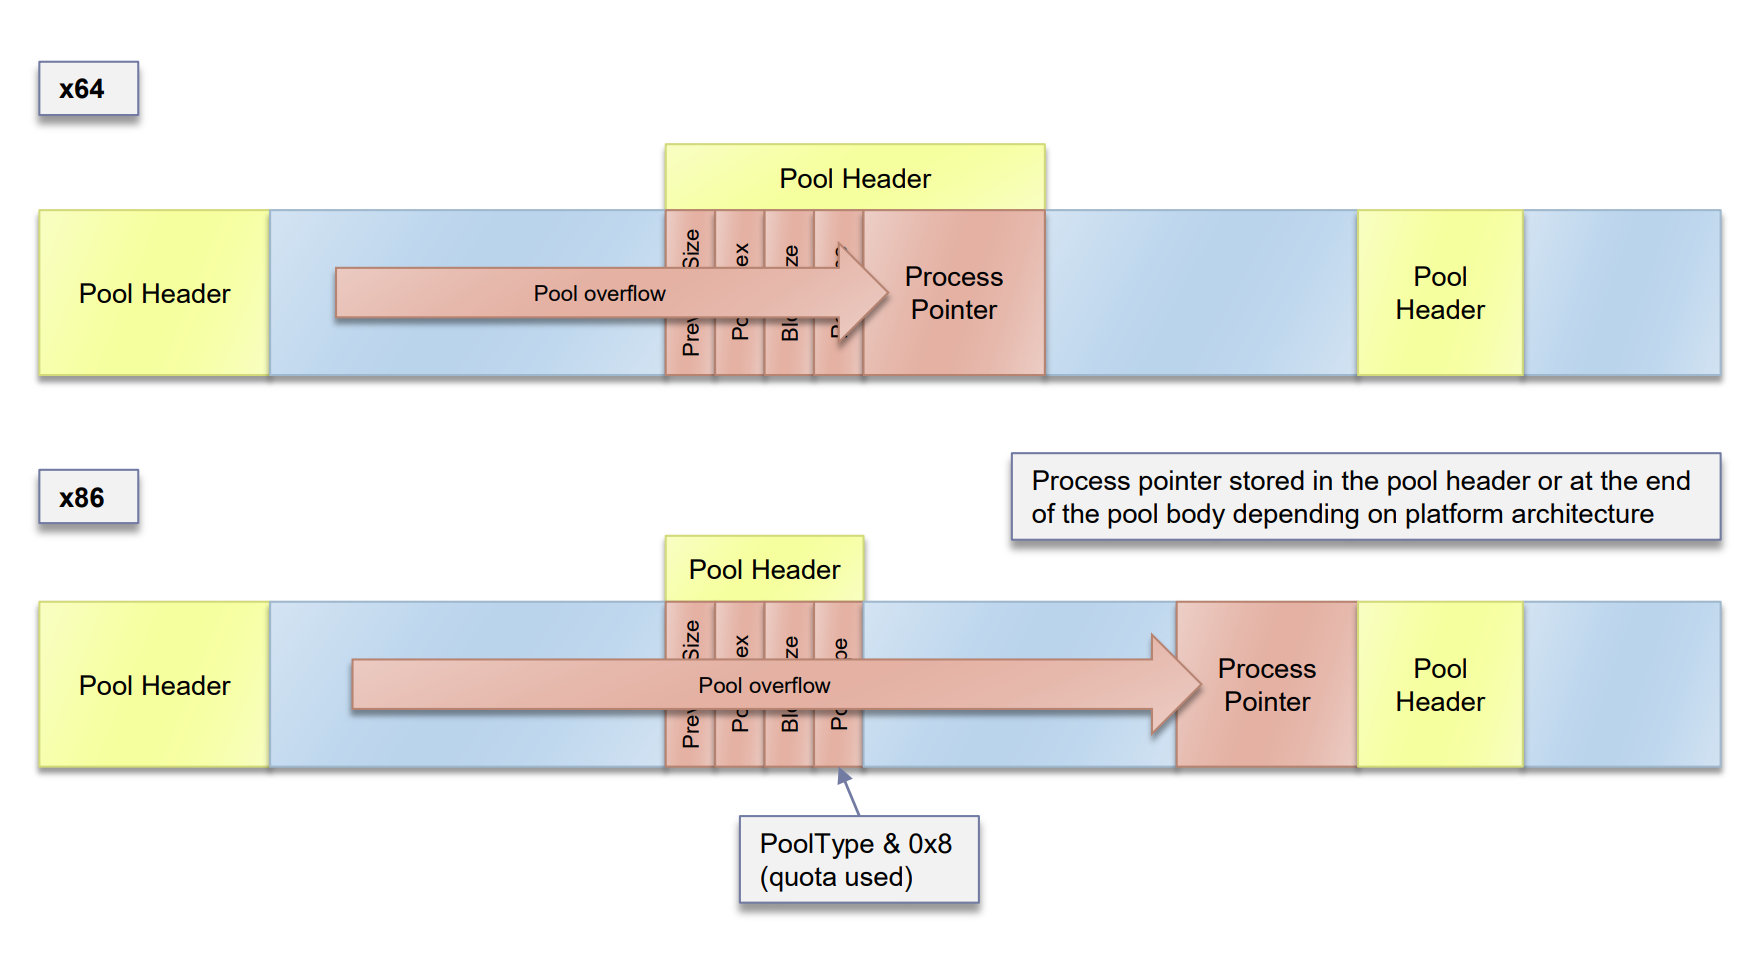 x64
Pool Header
Pool Header
Pool overflow
Process
Pointer
Pool
Header
x86
Process pointer stored in the pool header or at the end
of the pool body depending on platform architecture
Pool Header
Pool Header
Pool overflow
Process
Pointer
Pool
Header
PoolType & 0x8
(quota used)